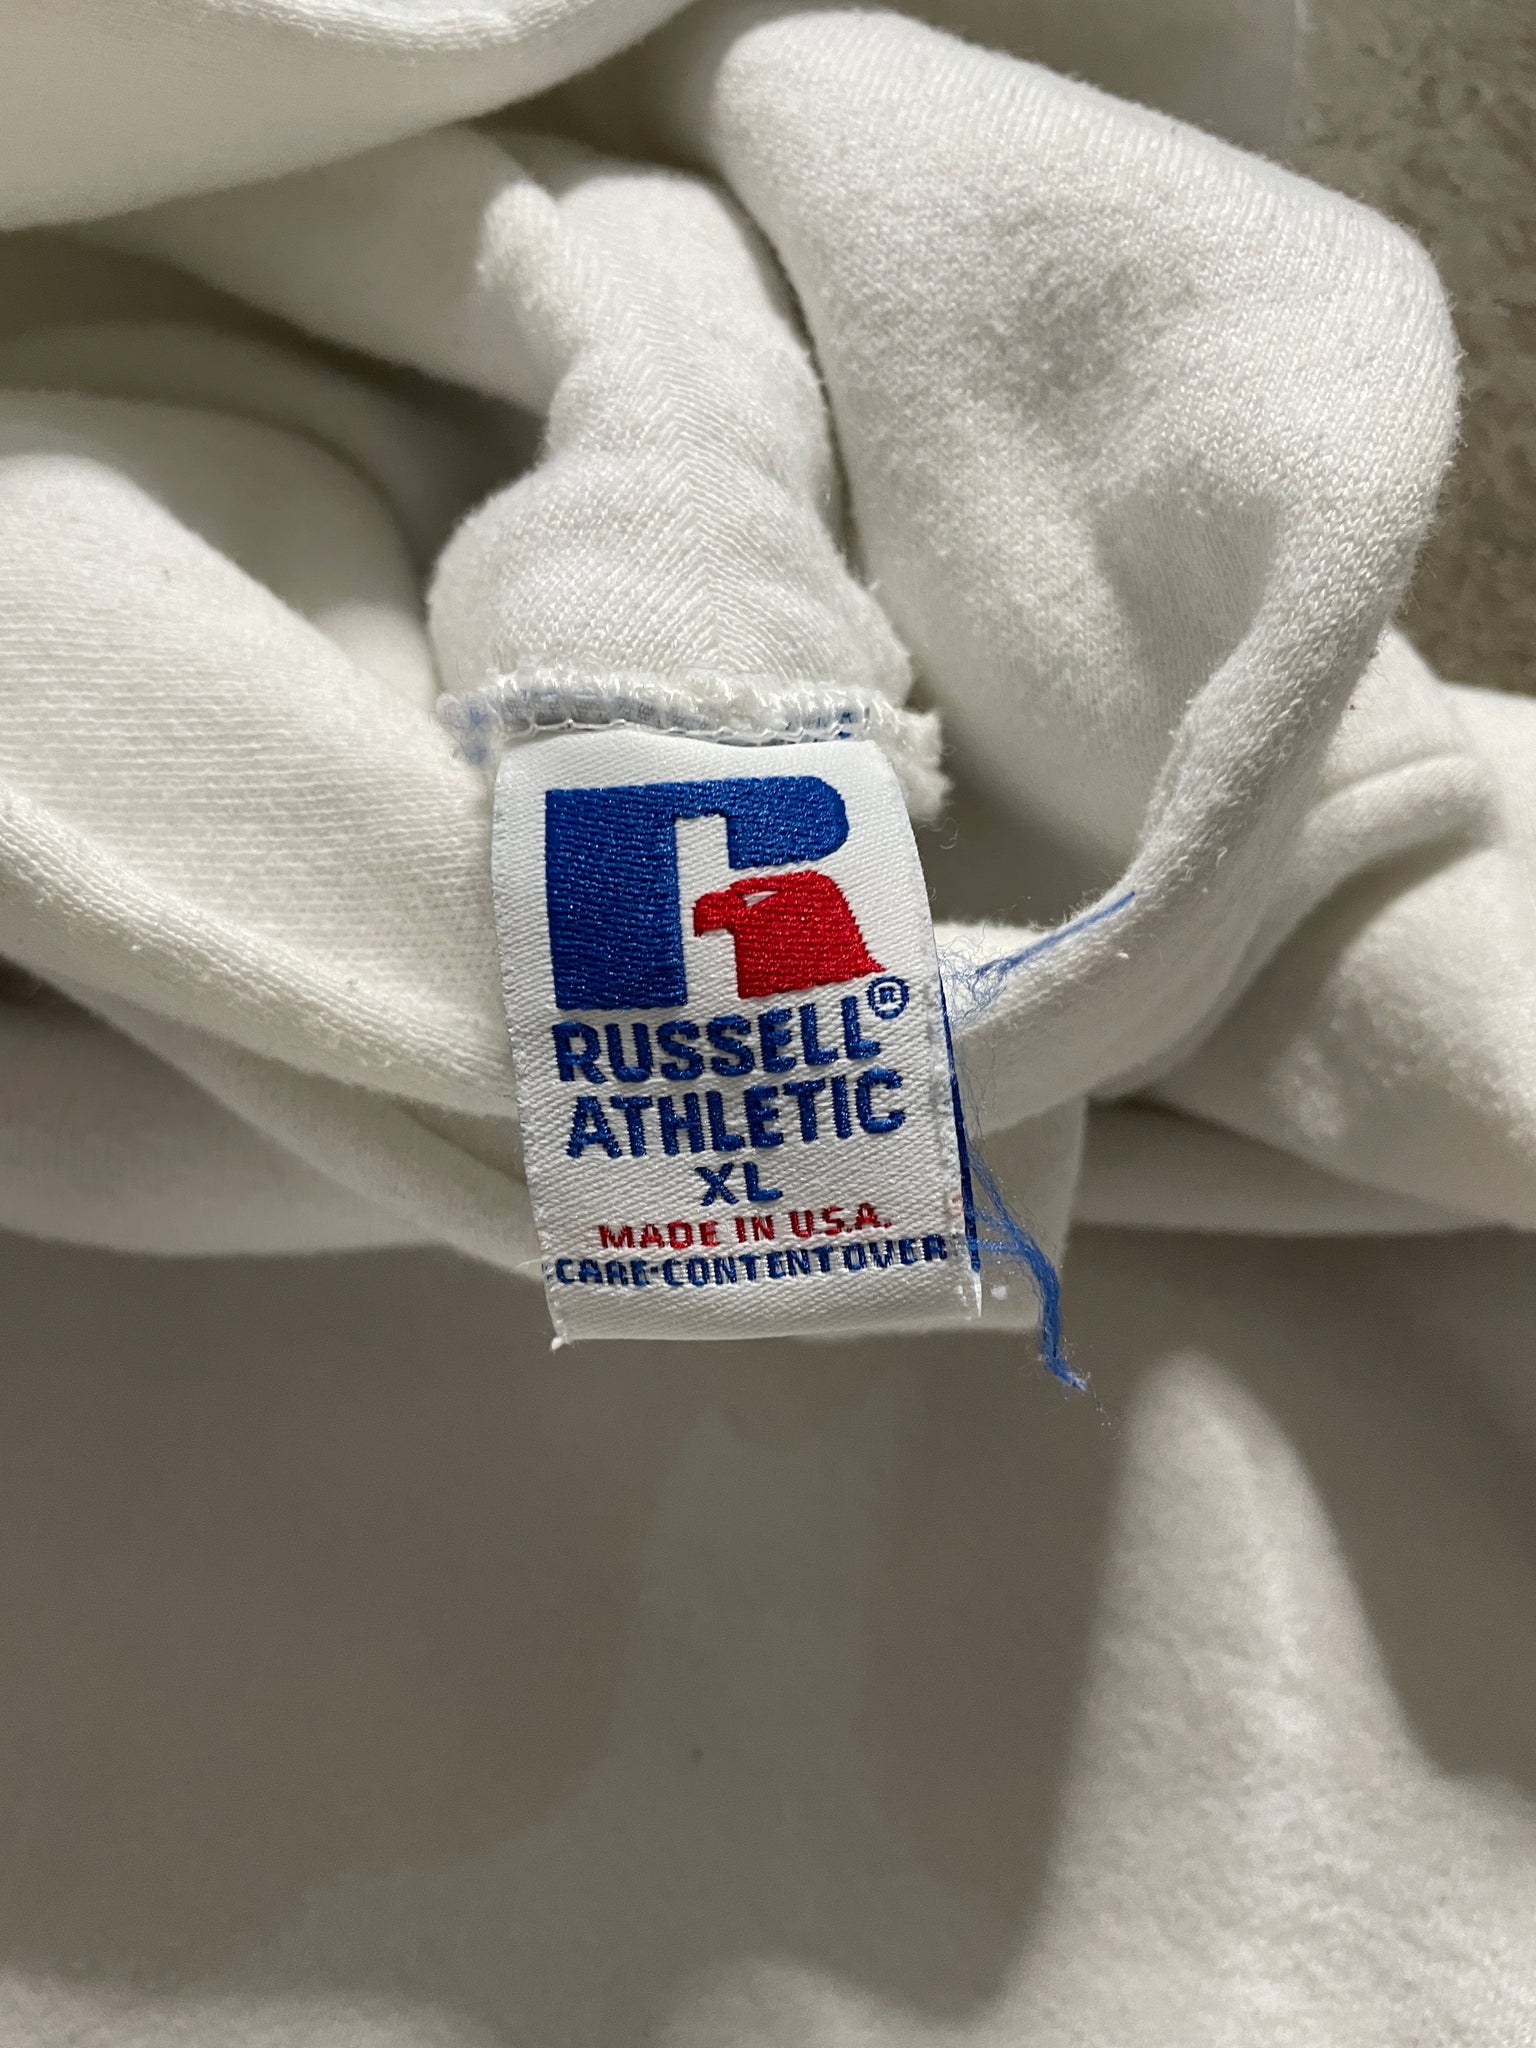 R
RUSSELL®
ATHLETIC
XL
MADE IN U.S.A.
CARE·CONTENT OVER